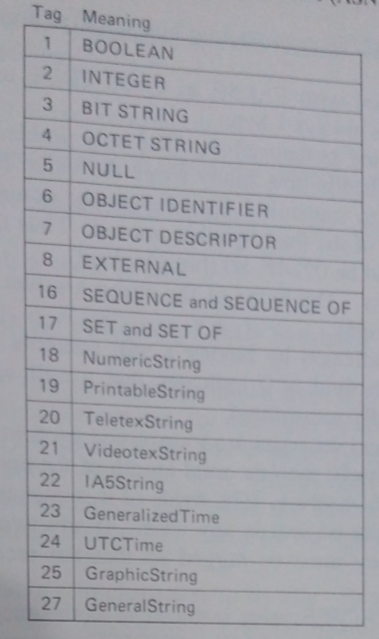 Tag Meaning
1 BOOLEAN
2 INTEGER
3 BIT STRING
4 OCTET STRING
5 NULL
6 OBJECT IDENTIFIER
7 OBJECT DESCRIPTOR
8 EXTERNAL
16 SEQUENCE and SEQUENCE OF
17 SET and SET OF
18 NumericString
19 PrintableString
20 TeletexString
21 VideotexString
22 IA5String
23 GeneralizedTime
24 UTCTime
25 GraphicString
27 GeneralString